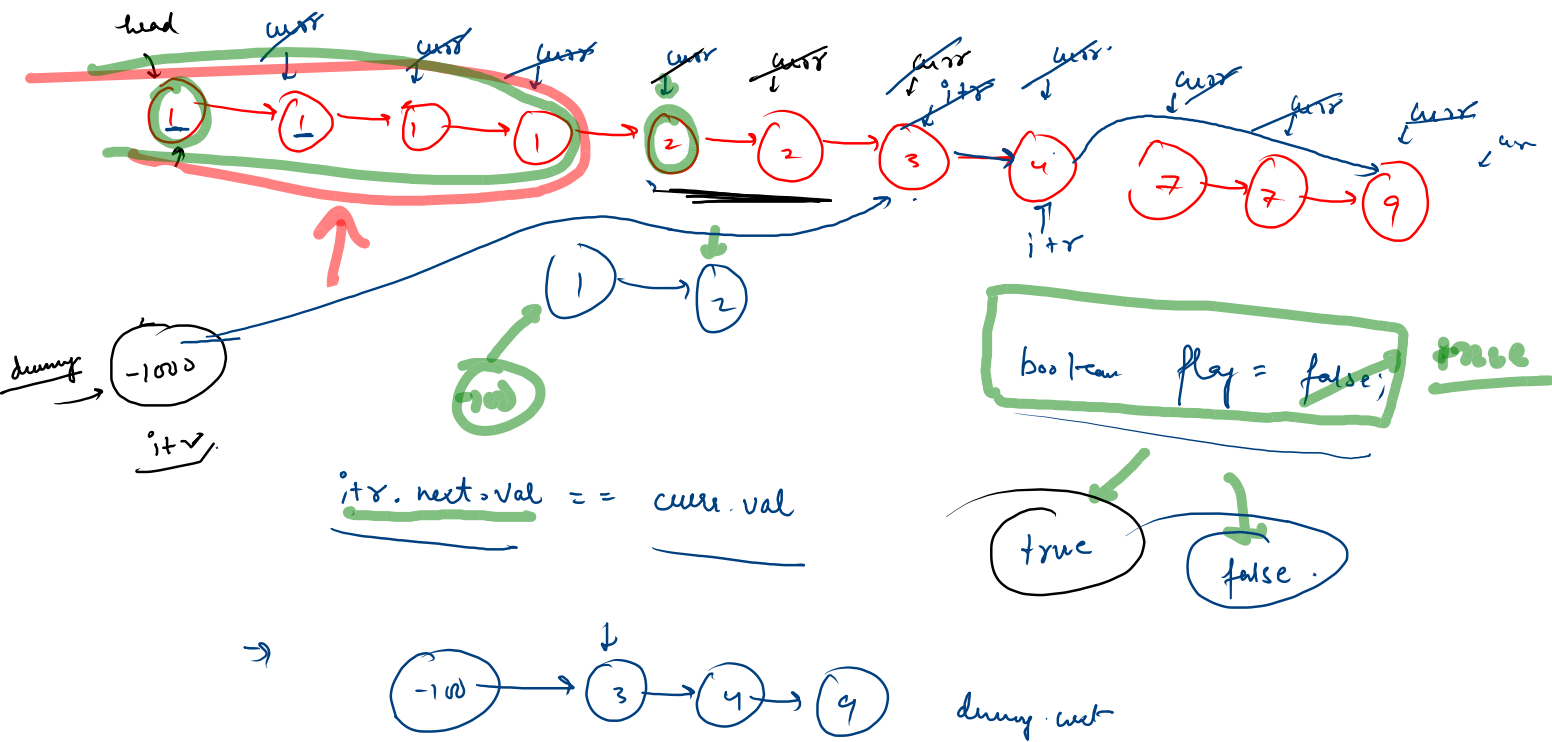 head
curr curr curr curr curr curr curr. curr curr curr
itr
1 1 1 1 2 2 3 4 7 7 9
itr
1 2
dummy -1000
itr.
boolean flag = false; true
itr.next.val == curr.val
true false.
-100 3 4 9 dummy.next